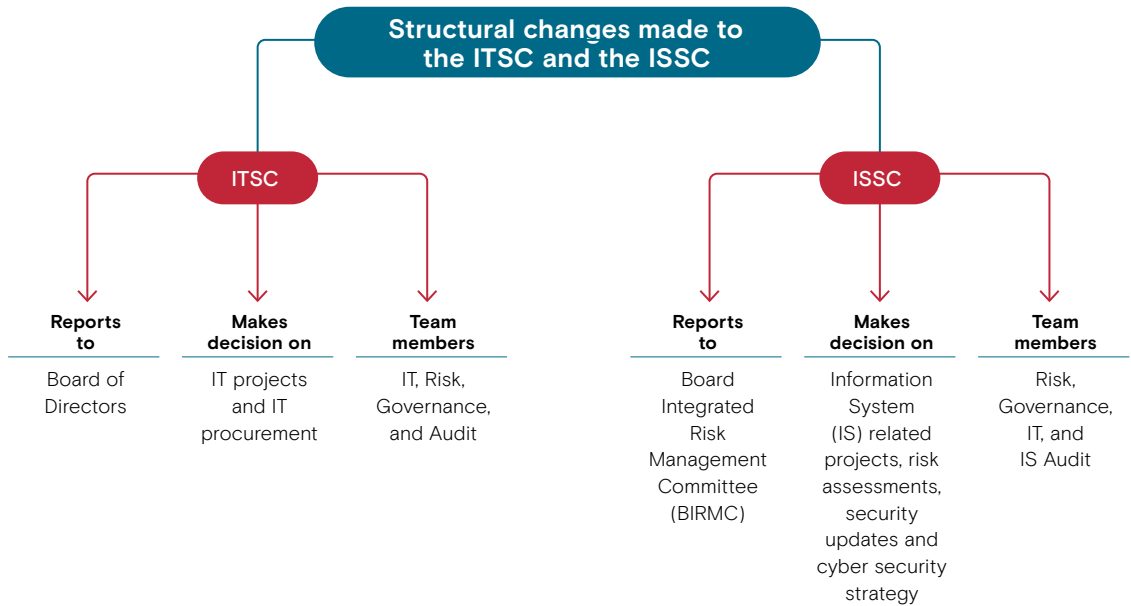 Structural changes made to
the ITSC and the ISSC
ITSC
Reports
to
Board of
Directors
Makes
decision on
IT projects
and IT
procurement
Team
members
IT, Risk,
Governance,
and Audit
ISSC
Reports
to
Board
Integrated
Risk
Management
Committee
(BIRMC)
Makes
decision on
Information
System
(IS) related
projects, risk
assessments,
security
updates and
cyber security
strategy
Team
members
Risk,
Governance,
IT, and
IS Audit